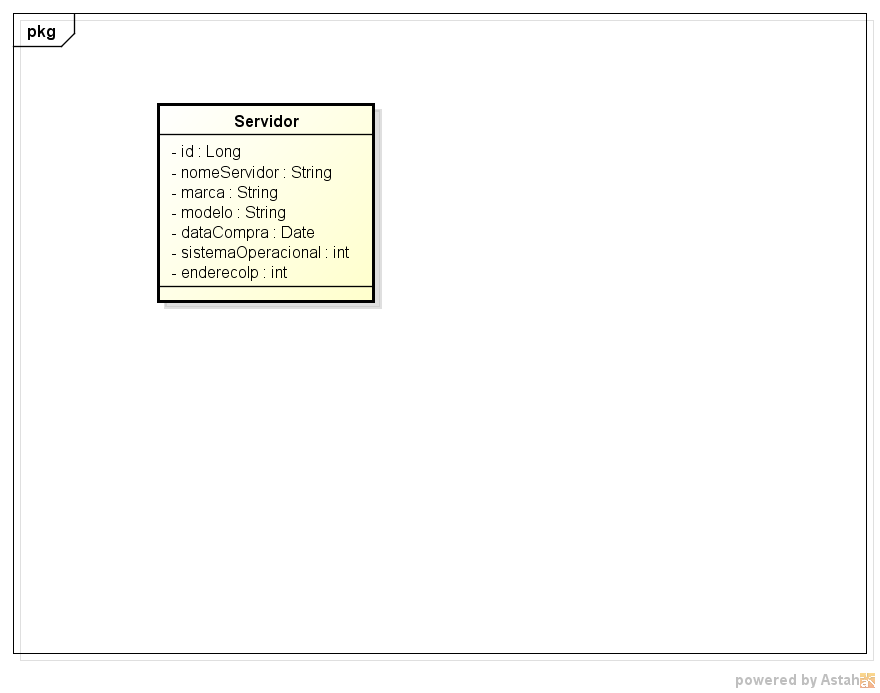 pkg
Servidor
- id : Long
- nomeServidor : String
- marca : String
- modelo : String
- dataCompra : Date
- sistemaOperacional : int
- enderecoIp : int
powered by Astah